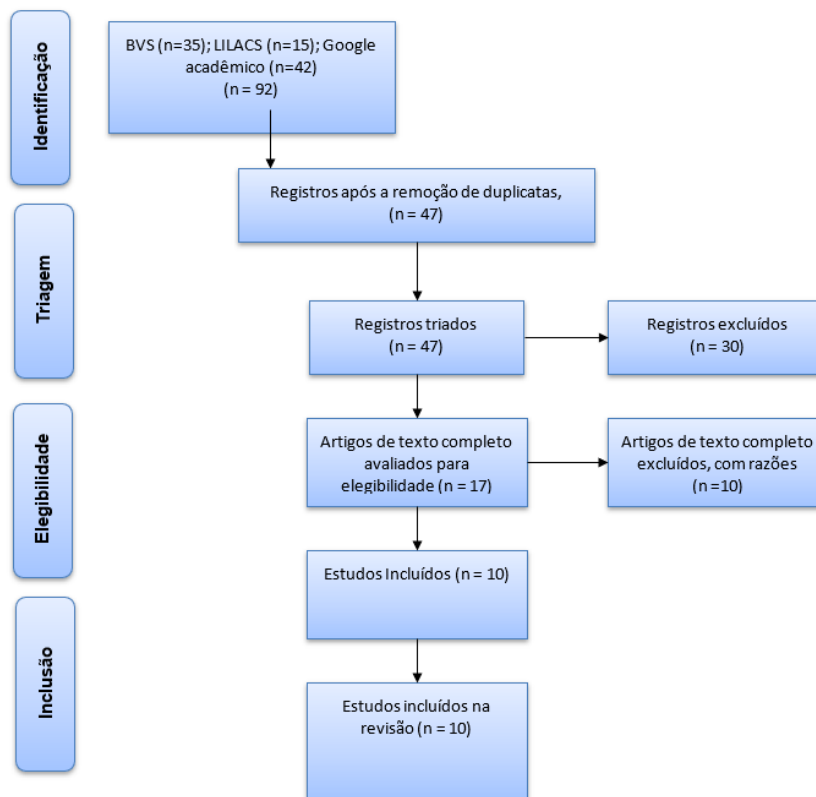 Identificação
BVS (n=35); LILACS (n=15); Google
acadêmico (n=42)
(n = 92)
Registros após a remoção de duplicatas,
(n = 47)
Triagem
Registros triados
(n = 47)
Registros excluídos
(n = 30)
Elegibilidade
Artigos de texto completo
avaliados para
elegibilidade (n = 17)
Artigos de texto completo
excluídos, com razões
(n =10)
Estudos Incluídos (n = 10)
Inclusão
Estudos incluídos na
revisão (n = 10)